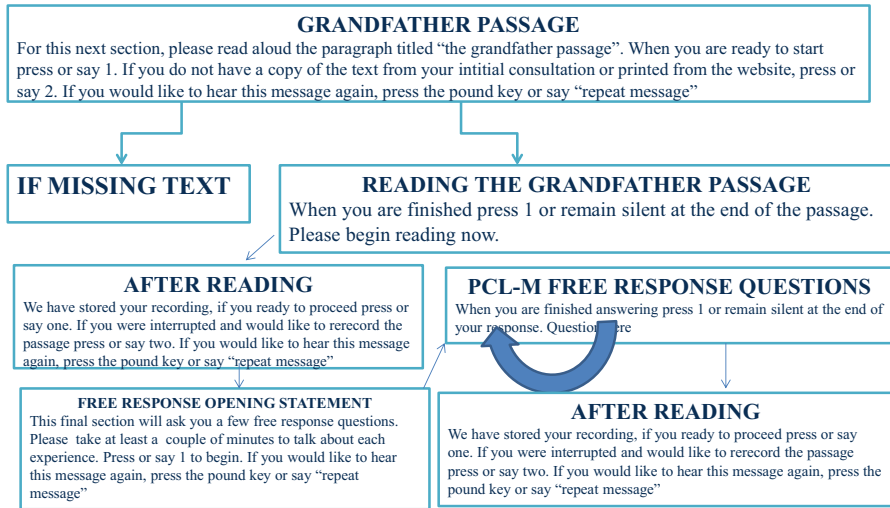 GRANDFATHER PASSAGE
For this next section, please read aloud the paragraph titled “the grandfather passage”. When you are ready to start
press or say 1. If you do not have a copy of the text from your intitial consultation or printed from the website, press or
say 2. If you would like to hear this message again, press the pound key or say “repeat message”
IF MISSING TEXT
READING THE GRANDFATHER PASSAGE
When you are finished press 1 or remain silent at the end of the passage.
Please begin reading now.
AFTER READING
We have stored your recording, if you ready to proceed press or
say one. If you were interrupted and would like to rerecord the
passage press or say two. If you would like to hear this message
again, press the pound key or say “repeat message”
PCL-M FREE RESPONSE QUESTIONS
When you are finished answering press 1 or remain silent at the end of
your response. Question
FREE RESPONSE OPENING STATEMENT
This final section will ask you a few free response questions.
Please take at least a couple of minutes to talk about each
experience. Press or say 1 to begin. If you would like to hear
this message again, press the pound key or say “repeat
message”
AFTER READING
We have stored your recording, if you ready to proceed press or say
one. If you were interrupted and would like to rerecord the passage
press or say two. If you would like to hear this message again, press the
pound key or say “repeat message”